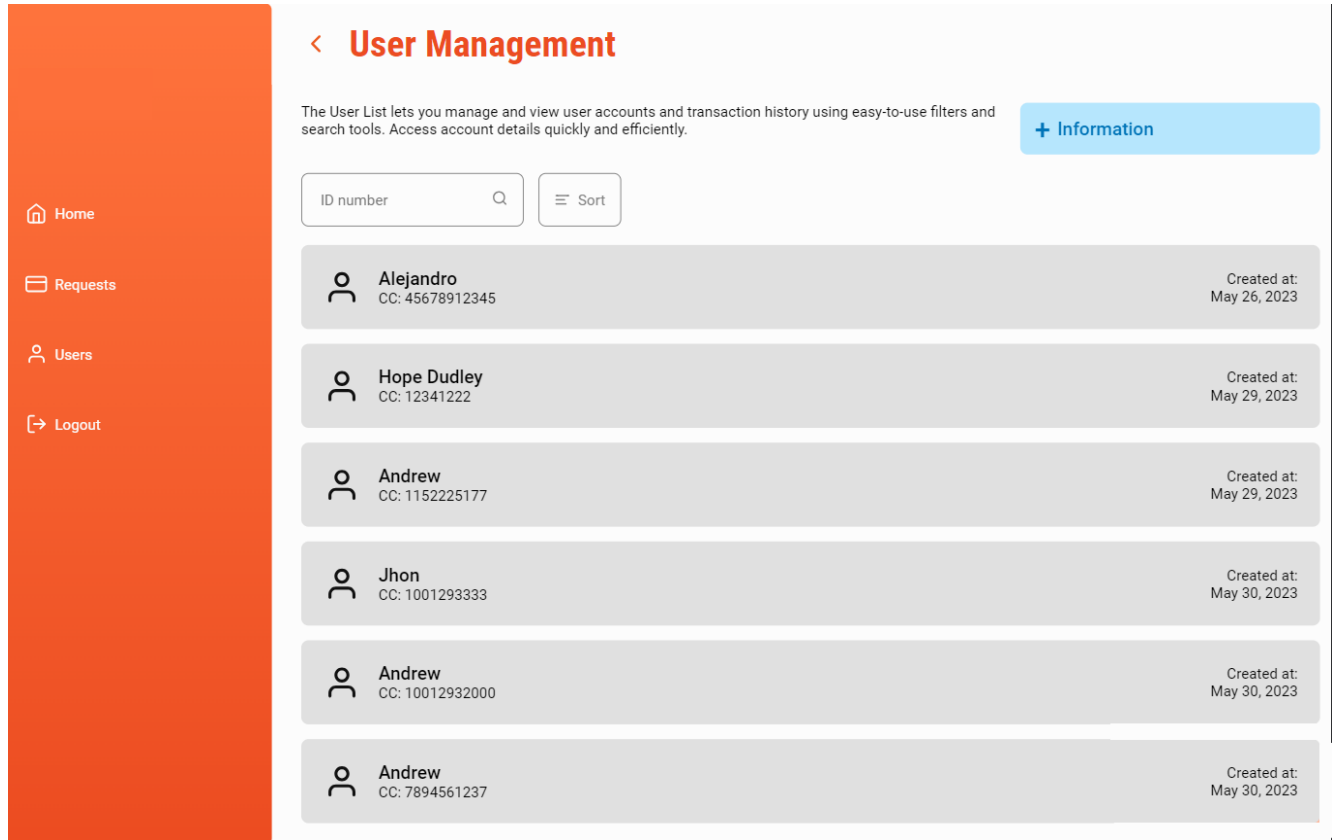 User Management
The User List lets you manage and view user accounts and transaction history using easy-to-use filters and
search tools. Access account details quickly and efficiently.
+ Information
Home
Requests
Users
Logout
ID number
Sort
Alejandro
CC: 45678912345
Created at:
May 26, 2023
Hope Dudley
CC: 12341222
Created at:
May 29, 2023
Andrew
CC: 1152225177
Created at:
May 29, 2023
Jhon
CC: 1001293333
Created at:
May 30, 2023
Andrew
CC: 10012932000
Created at:
May 30, 2023
Andrew
CC: 7894561237
Created at:
May 30, 2023